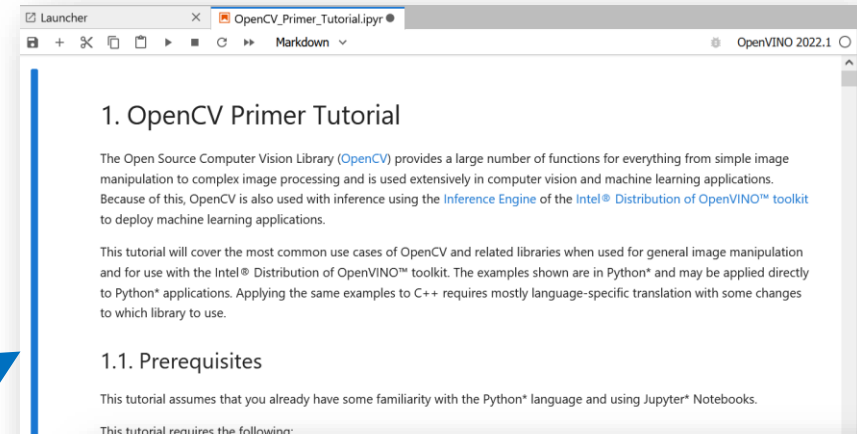 Launcher
OpenCV_Primer_Tutorial.ipyr
Markdown
OpenVINO 2022.1
1. OpenCV Primer Tutorial
The Open Source Computer Vision Library (OpenCV) provides a large number of functions for everything from simple image
manipulation to complex image processing and is used extensively in computer vision and machine learning applications.
Because of this, OpenCV is also used with inference using the Inference Engine of the Intel® Distribution of OpenVINO™ toolkit
to deploy machine learning applications.
This tutorial will cover the most common use cases of OpenCV and related libraries when used for general image manipulation
and for use with the Intel® Distribution of OpenVINO™ toolkit. The examples shown are in Python* and may be applied directly
to Python* applications. Applying the same examples to C++ requires mostly language-specific translation with some changes
to which library to use.
1.1. Prerequisites
This tutorial assumes that you already have some familiarity with the Python* language and using Jupyter* Notebooks.
This tutorial requires the following: